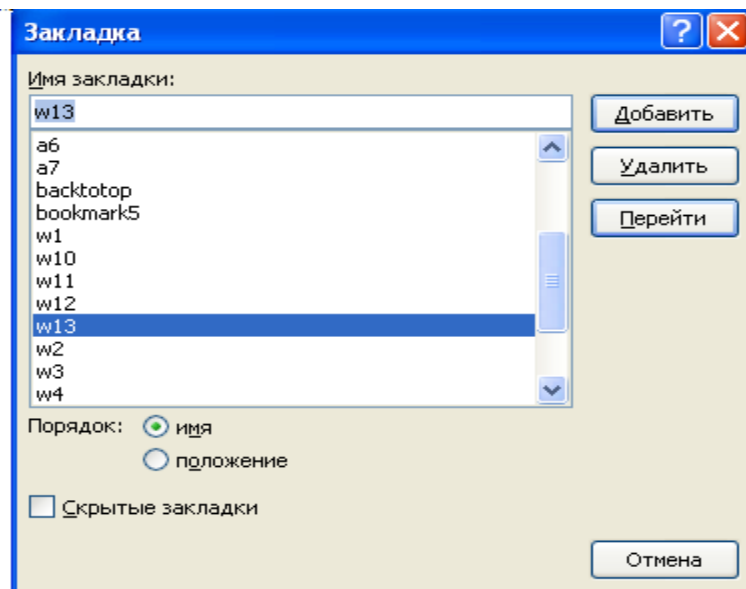 Закладка
Имя закладки:
w13
Добавить
a6
a7
Удалить
backtotop
bookmark5
Перейти
w1
w10
w11
w12
w13
w2
w3
w4
Порядок:
имя
положение
Скрытые закладки
Отмена